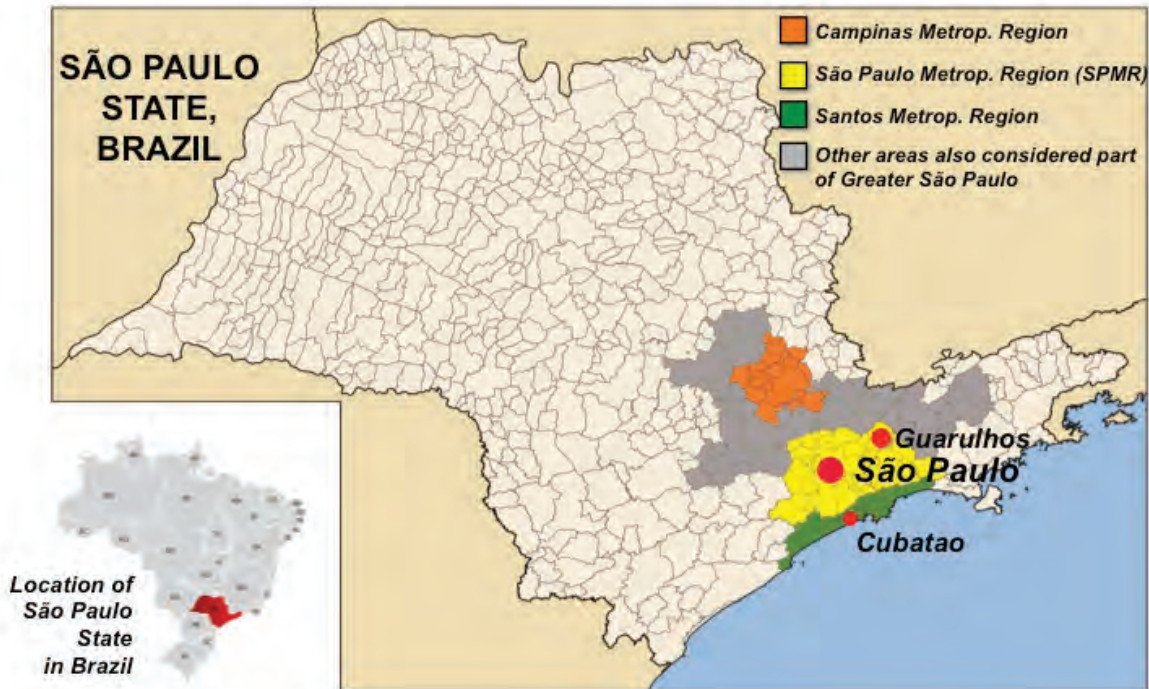 SÃO PAULO
STATE,
BRAZIL
Campinas Metrop. Region
São Paulo Metrop. Region (SPMR)
Santos Metrop. Region
Other areas also considered part
of Greater São Paulo
Guarulhos
São Paulo
Cubatao
Location of
São Paulo
State
in Brazil